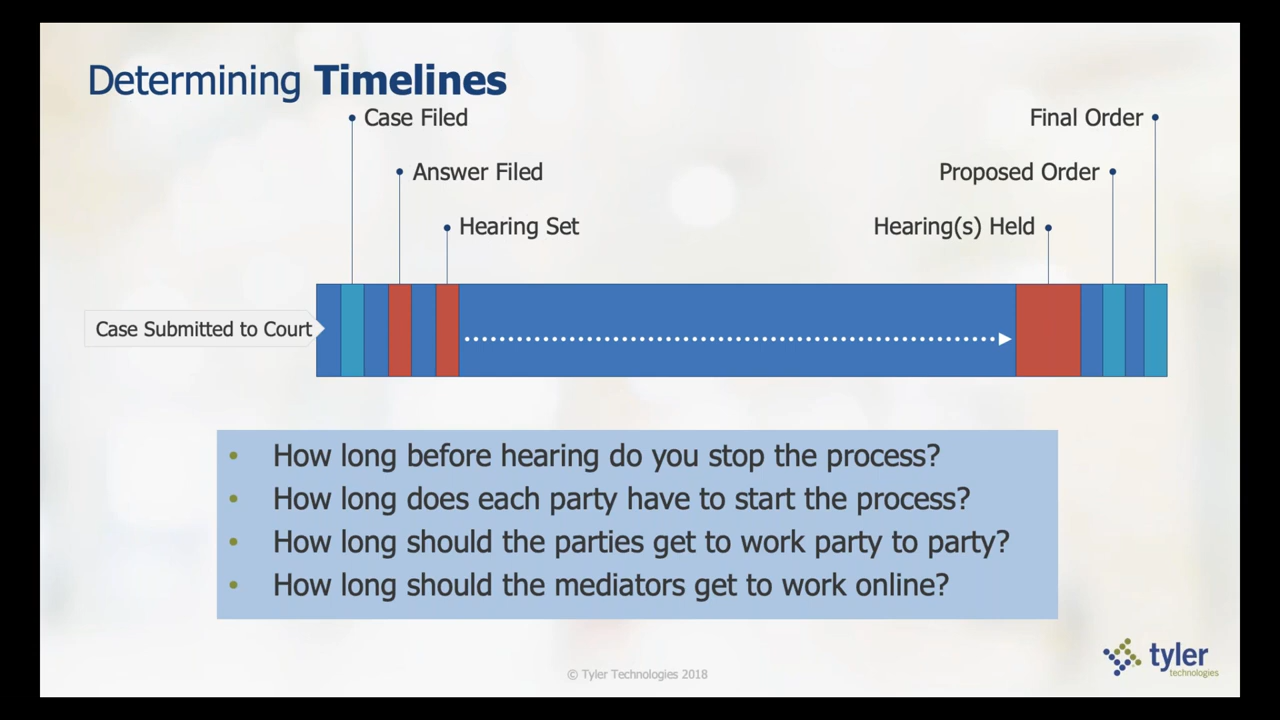 Determining Timelines
Case Filed
Final Order
Answer Filed
Proposed Order
Hearing Set
Hearing(s) Held
Case Submitted to Court
• How long before hearing do you stop the process?
• How long does each party have to start the process?
• How long should the parties get to work party to party?
• How long should the mediators get to work online?
© Tyler Technologies 2018
tyler
technologies